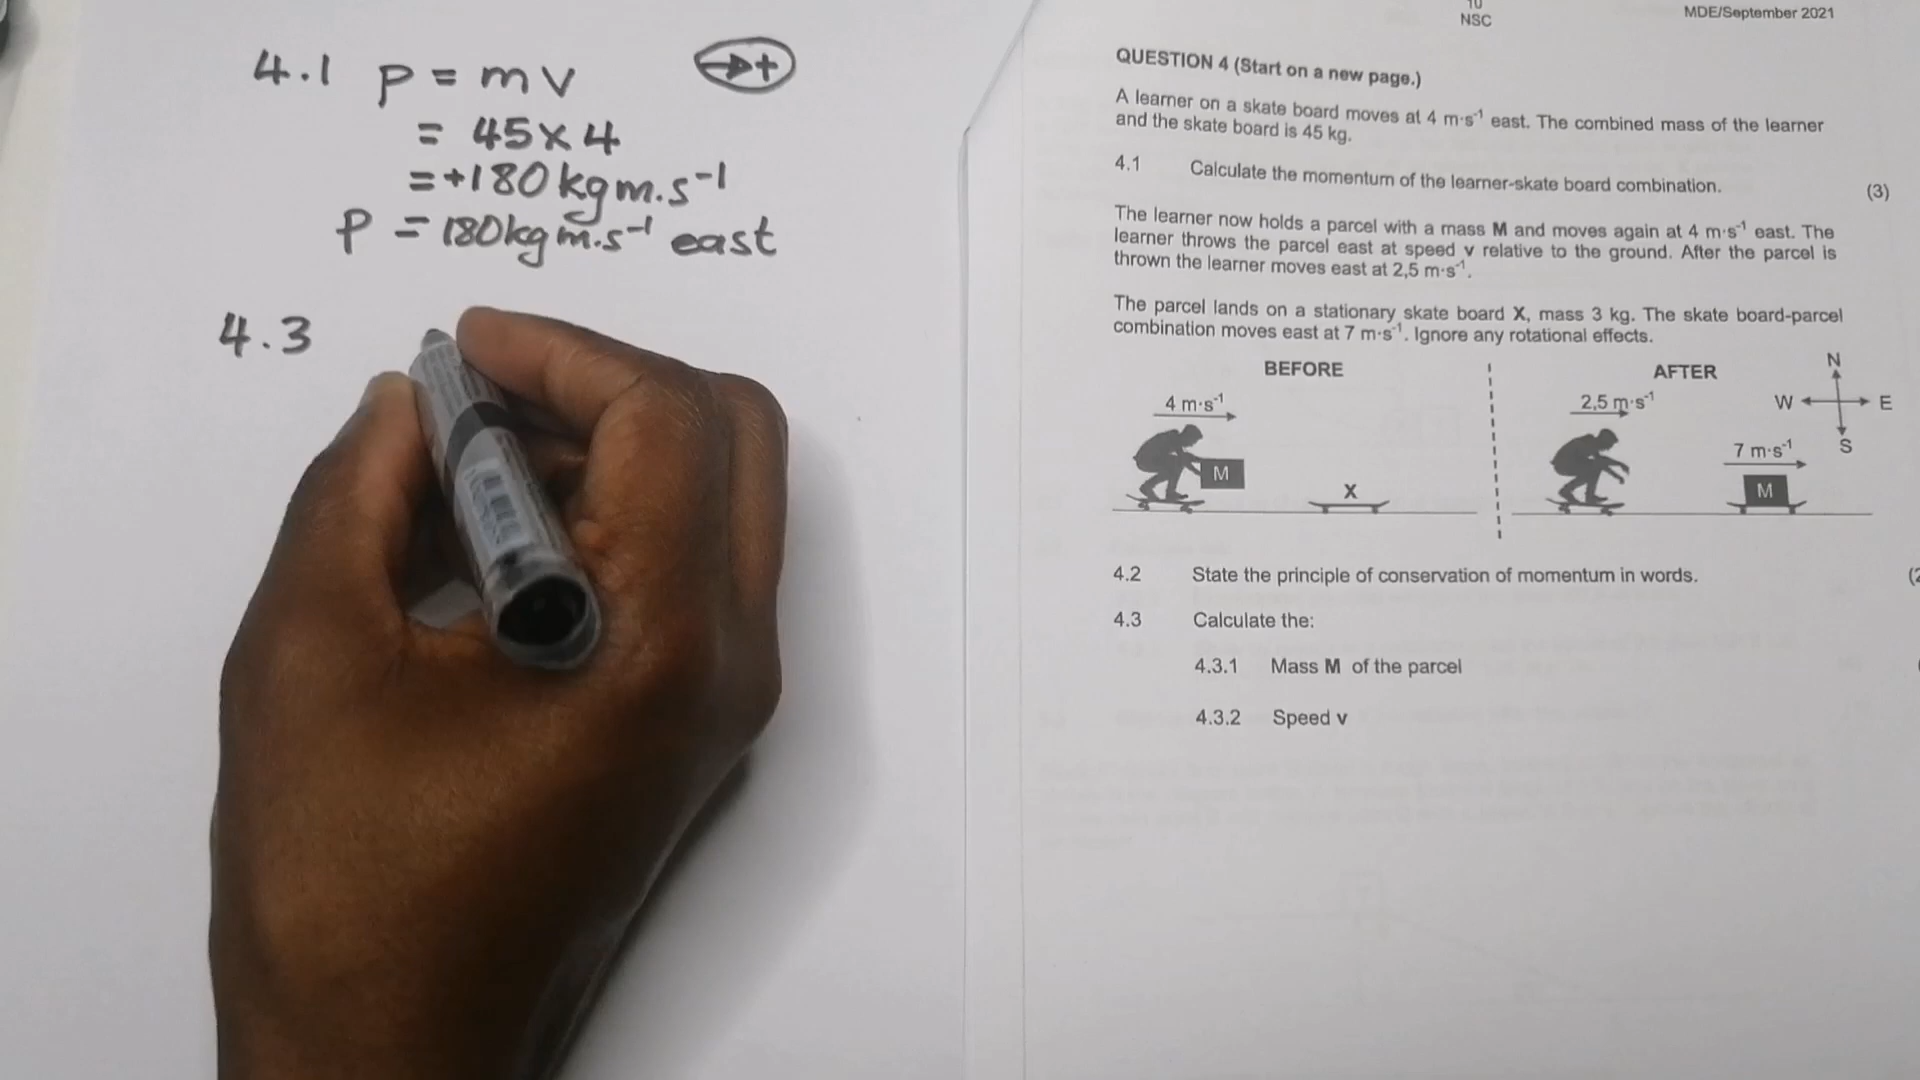 4.1 p = mv →+
= 45 × 4
= +180 kg m.s⁻¹
P = 180 kg m.s⁻¹ east
4.3
10
NSC
MDE/September 2021
QUESTION 4 (Start on a new page.)
A learner on a skate board moves at 4 m·s⁻¹ east. The combined mass of the learner
and the skate board is 45 kg.
4.1 Calculate the momentum of the learner-skate board combination. (3)
The learner now holds a parcel with a mass M and moves again at 4 m·s⁻¹ east. The
learner throws the parcel east at speed v relative to the ground. After the parcel is
thrown the learner moves east at 2,5 m·s⁻¹.
The parcel lands on a stationary skate board X, mass 3 kg. The skate board-parcel
combination moves east at 7 m·s⁻¹. Ignore any rotational effects.
BEFORE
4 m·s⁻¹
M
X
AFTER
2,5 m·s⁻¹
7 m·s⁻¹
M
N
W E
S
4.2 State the principle of conservation of momentum in words.
4.3 Calculate the:
4.3.1 Mass M of the parcel
4.3.2 Speed v